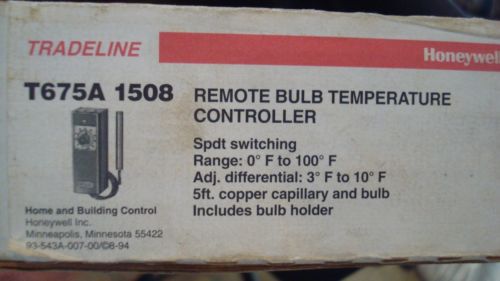 TRADELINE
Honeywell
T675A 1508
REMOTE BULB TEMPERATURE
CONTROLLER
Spdt switching
Range: 0° F to 100° F
Adj. differential: 3° F to 10° F
5ft. copper capillary and bulb
Includes bulb holder
Home and Building Control
Honeywell Inc.
Minneapolis, Minnesota 55422
93-543A-007-00/©8-94